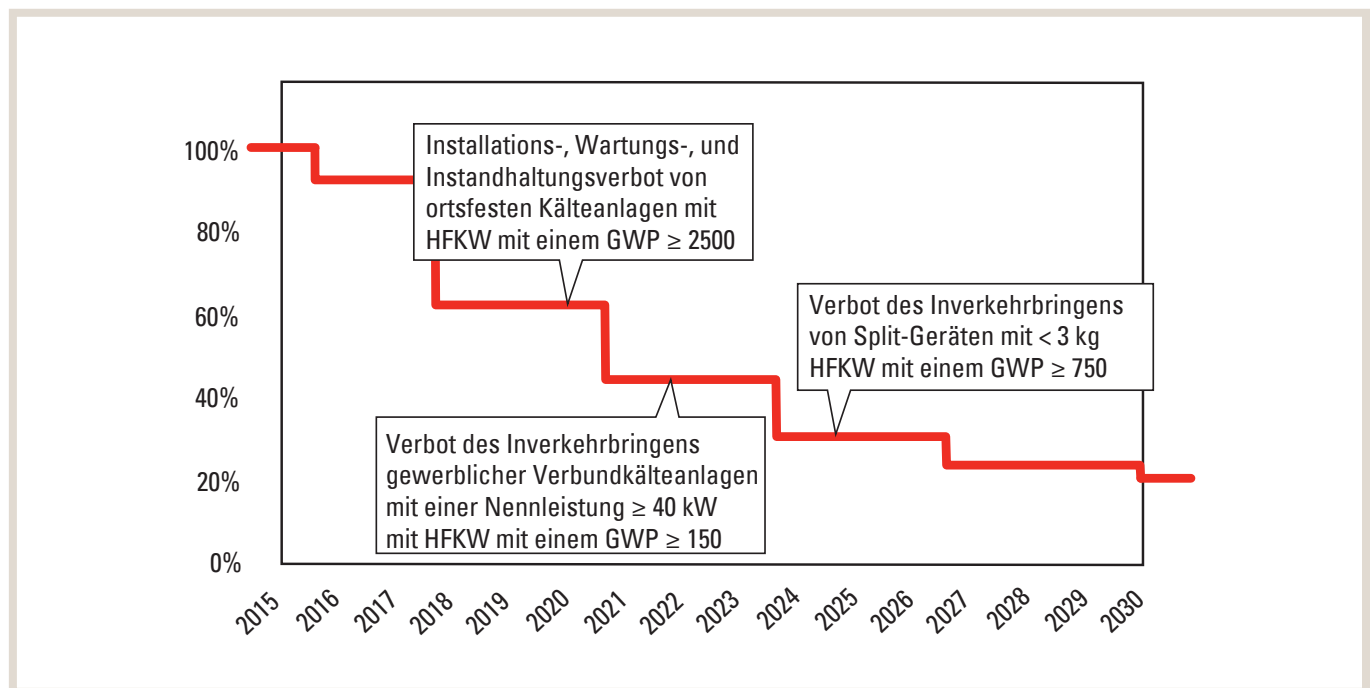 100%
80%
60%
40%
20%
0%
Installations-, Wartungs-, und
Instandhaltungsverbot von
ortsfesten Kälteanlagen mit
HFKW mit einem GWP ≥ 2500
Verbot des Inverkehrbringens
von Split-Geräten mit < 3 kg
HFKW mit einem GWP ≥ 750
Verbot des Inverkehrbringens
gewerblicher Verbundkälteanlagen
mit einer Nennleistung ≥ 40 kW
mit HFKW mit einem GWP ≥ 150
2015 2016 2017 2018 2019 2020 2021 2022 2023 2024 2025 2026 2027 2028 2029 2030